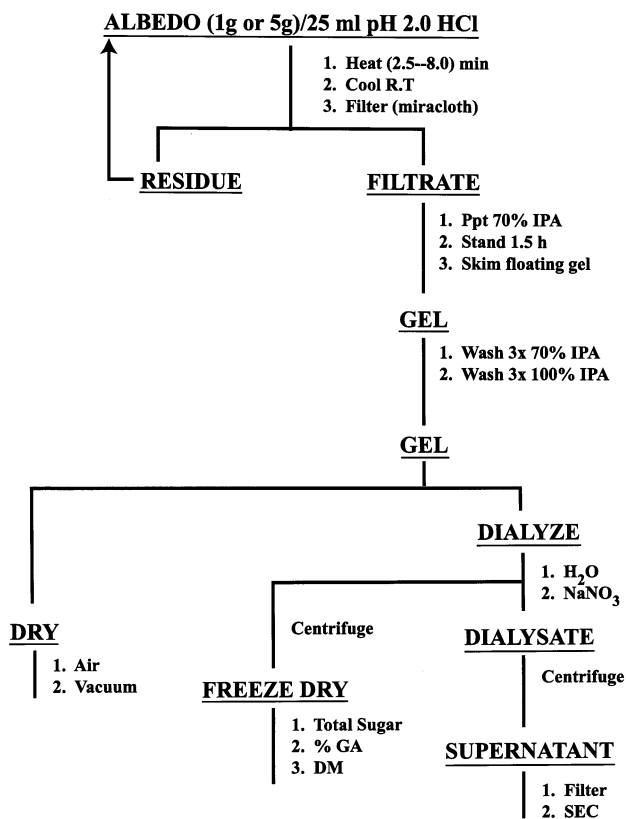 ALBEDO (1g or 5g)/25 ml pH 2.0 HCl
1. Heat (2.5--8.0) min
2. Cool R.T
3. Filter (miracloth)
RESIDUE
FILTRATE
1. Ppt 70% IPA
2. Stand 1.5 h
3. Skim floating gel
GEL
1. Wash 3x 70% IPA
2. Wash 3x 100% IPA
GEL
DIALYZE
1. H2O
2. NaNO3
DRY
1. Air
2. Vacuum
Centrifuge
FREEZE DRY
1. Total Sugar
2. % GA
3. DM
DIALYSATE
Centrifuge
SUPERNATANT
1. Filter
2. SEC